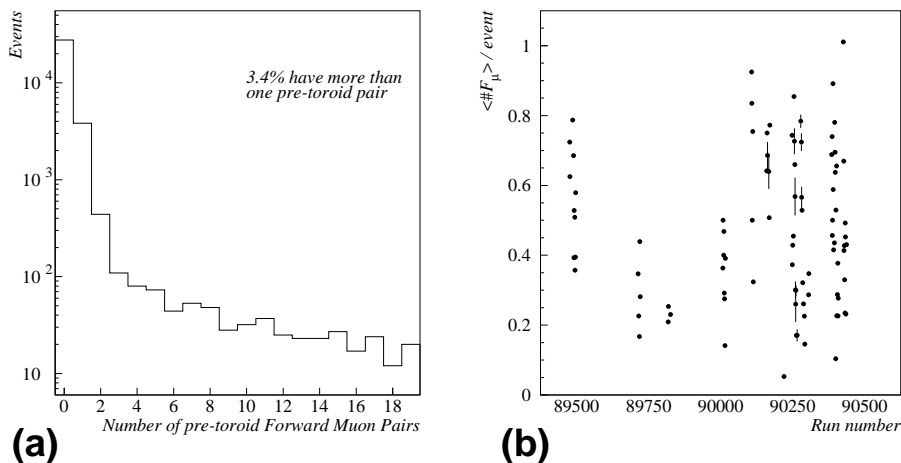 Events
10^4
10^3
10^2
10
3.4% have more than
one pre-toroid pair
0 2 4 6 8 10 12 14 16 18
Number of pre-toroid Forward Muon Pairs
(a)
<#F_μ> / event
1
0.8
0.6
0.4
0.2
0
89500 89750 90000 90250 90500
Run number
(b)